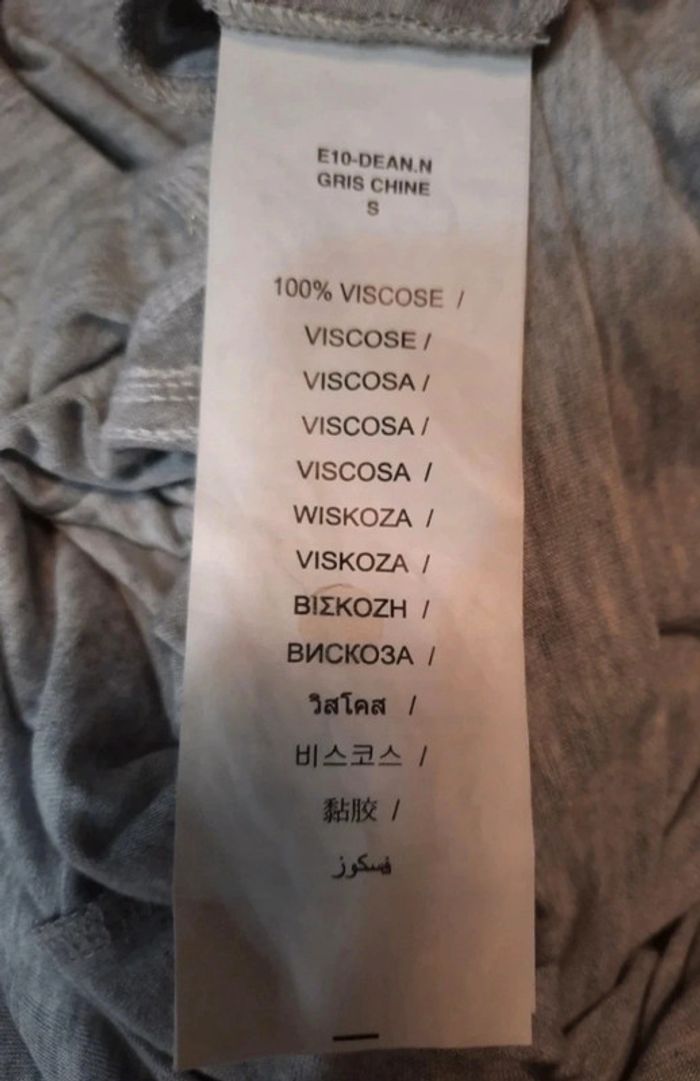 E10-DEAN.N
GRIS CHINE
S
100% VISCOSE /
VISCOSE /
VISCOSA /
VISCOSA /
VISCOSA /
WISKOZA /
VISKOZA /
ΒΙΣΚΟΖΗ /
ВИСКОЗА /
วิสโคส /
비스코스 /
黏胶 /
فسكوز